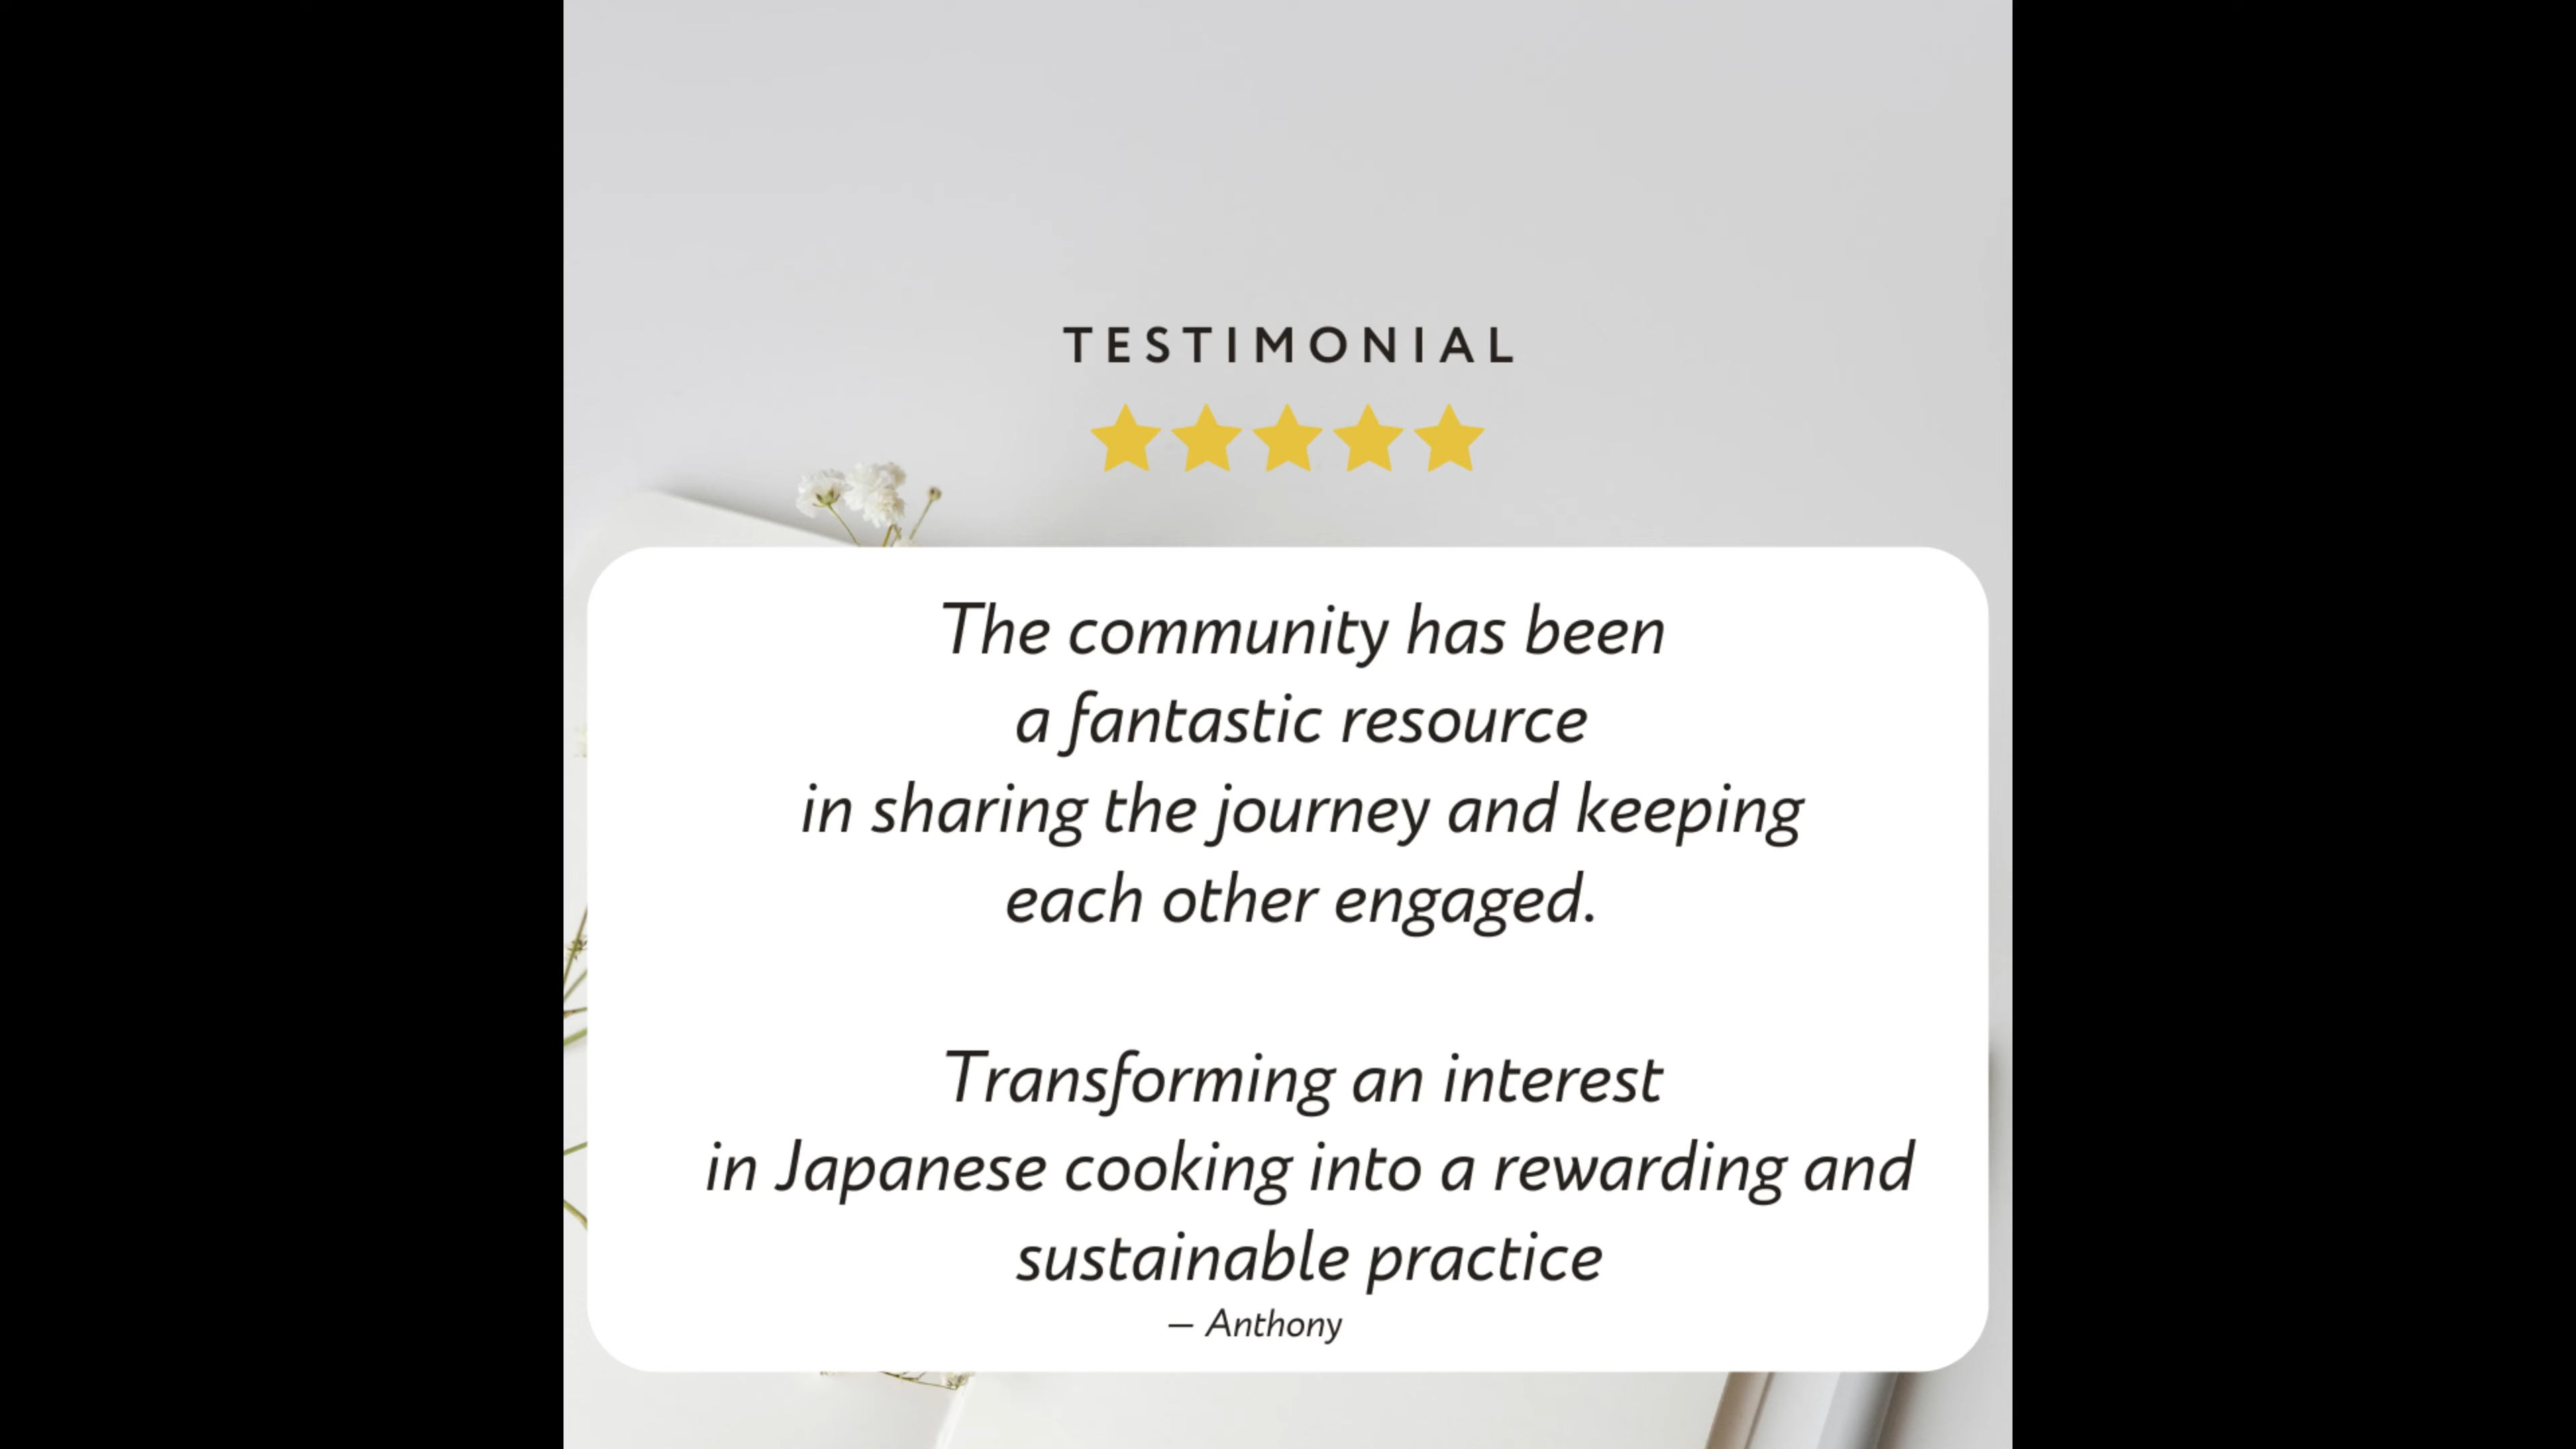 TESTIMONIAL
The community has been
a fantastic resource
in sharing the journey and keeping
each other engaged.
Transforming an interest
in Japanese cooking into a rewarding and
sustainable practice
– Anthony